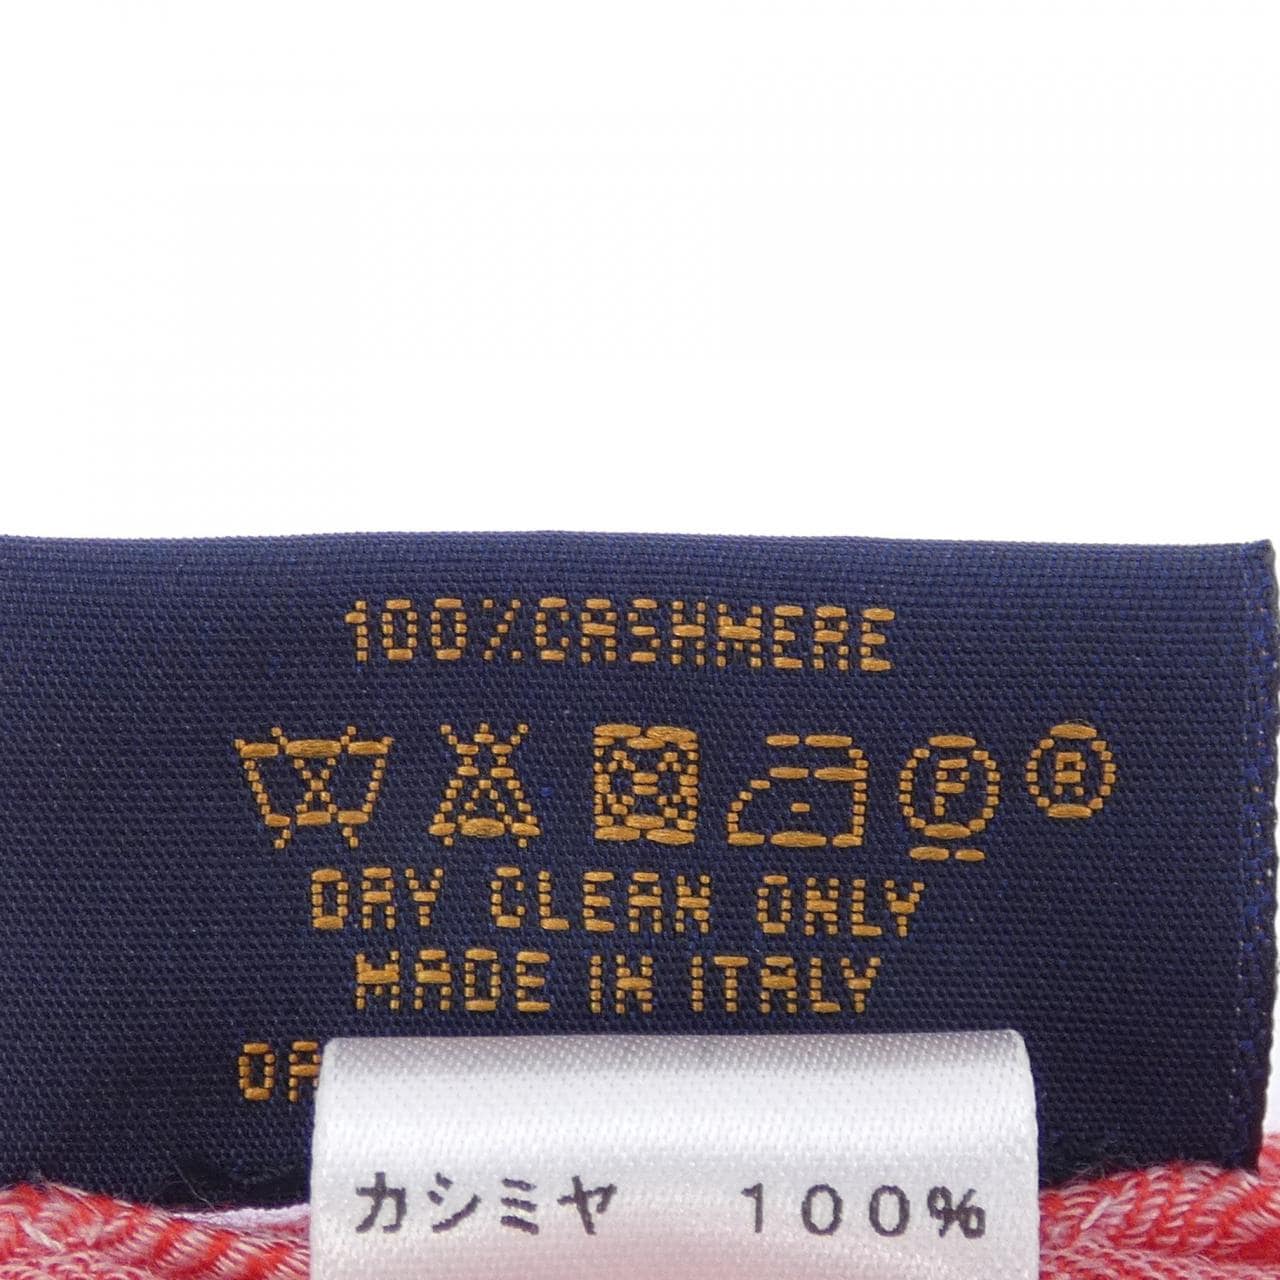 100%CASHMERE
P R
DRY CLEAN ONLY
MADE IN ITALY
カシミヤ 100%